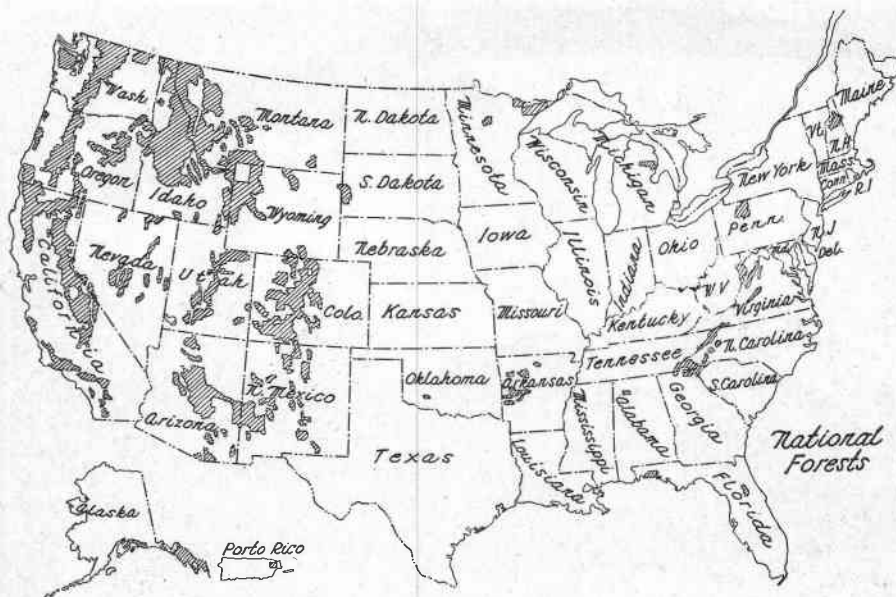 Wash
Montana
N. Dakota
Minnesota
Wisconsin
Michigan
Maine
Vt.
N.H
Mass
Conn
R.I
New York
Oregon
Idaho
Wyoming
S. Dakota
Iowa
Illinois
Indiana
Ohio
Penn.
N J
Del.
Md
California
Nevada
Utah
Colo.
Nebraska
Kansas
Missouri
Kentucky
W V
Virginia
Arizona
N. Mexico
Oklahoma
Arkansas
Tennessee
N. Carolina
S. Carolina
Texas
Louisiana
Mississippi
Alabama
Georgia
Florida
National
Forests
Alaska
Porto Rico